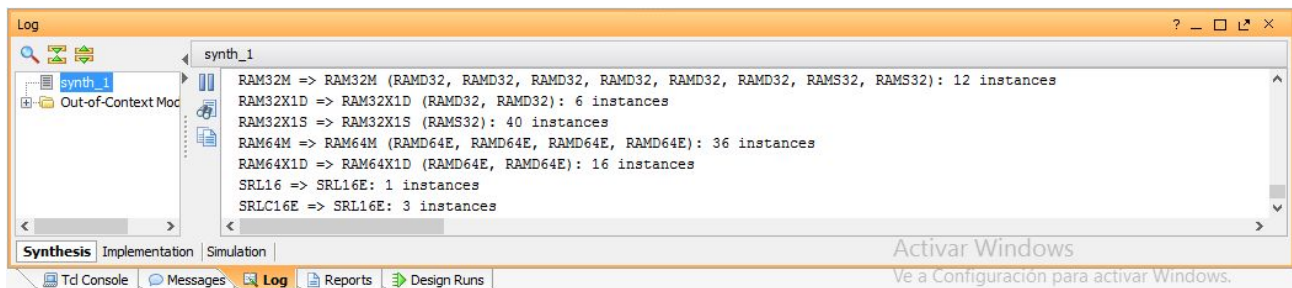 Log
synth_1
synth_1
Out-of-Context Mod
RAM32M => RAM32M (RAMD32, RAMD32, RAMD32, RAMD32, RAMD32, RAMD32, RAMS32, RAMS32): 12 instances
RAM32X1D => RAM32X1D (RAMD32, RAMD32): 6 instances
RAM32X1S => RAM32X1S (RAMS32): 40 instances
RAM64M => RAM64M (RAMD64E, RAMD64E, RAMD64E, RAMD64E): 36 instances
RAM64X1D => RAM64X1D (RAMD64E, RAMD64E): 16 instances
SRL16 => SRL16E: 1 instances
SRLC16E => SRL16E: 3 instances
Synthesis Implementation Simulation
Activar Windows
Ve a Configuración para activar Windows.
Tcl Console Messages Log Reports Design Runs